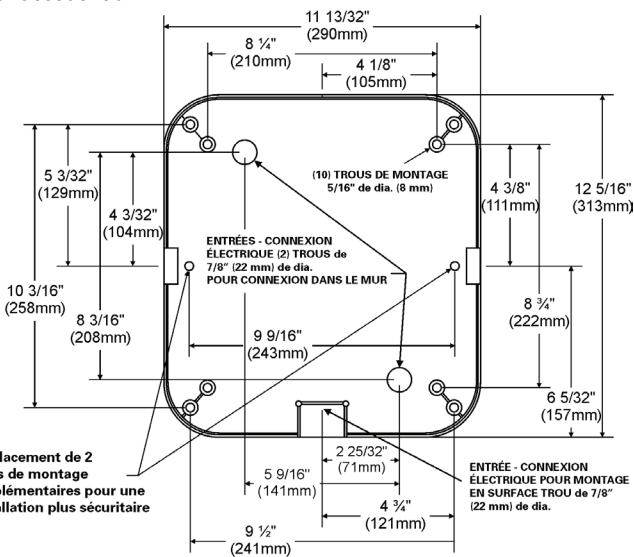 11 13/32"
(290mm)
8 ¼"
(210mm)
4 1/8"
(105mm)
5 3/32"
(129mm)
4 3/32"
(104mm)
(10) TROUS DE MONTAGE
5/16" de dia. (8 mm)
4 3/8"
(111mm)
12 5/16"
(313mm)
ENTRÉES - CONNEXION
ÉLECTRIQUE (2) TROUS de
7/8" (22 mm) de dia.
POUR CONNEXION DANS LE MUR
10 3/16"
(258mm)
8 3/16"
(208mm)
8 ¾"
(222mm)
9 9/16"
(243mm)
6 5/32"
(157mm)
lacement de 2
s de montage
plémentaires pour une
allation plus sécuritaire
2 25/32"
(71mm)
5 9/16"
(141mm)
ENTRÉE - CONNEXION
ÉLECTRIQUE POUR MONTAGE
EN SURFACE TROU de 7/8"
(22 mm) de dia.
4 ¾"
(121mm)
9 ½"
(241mm)